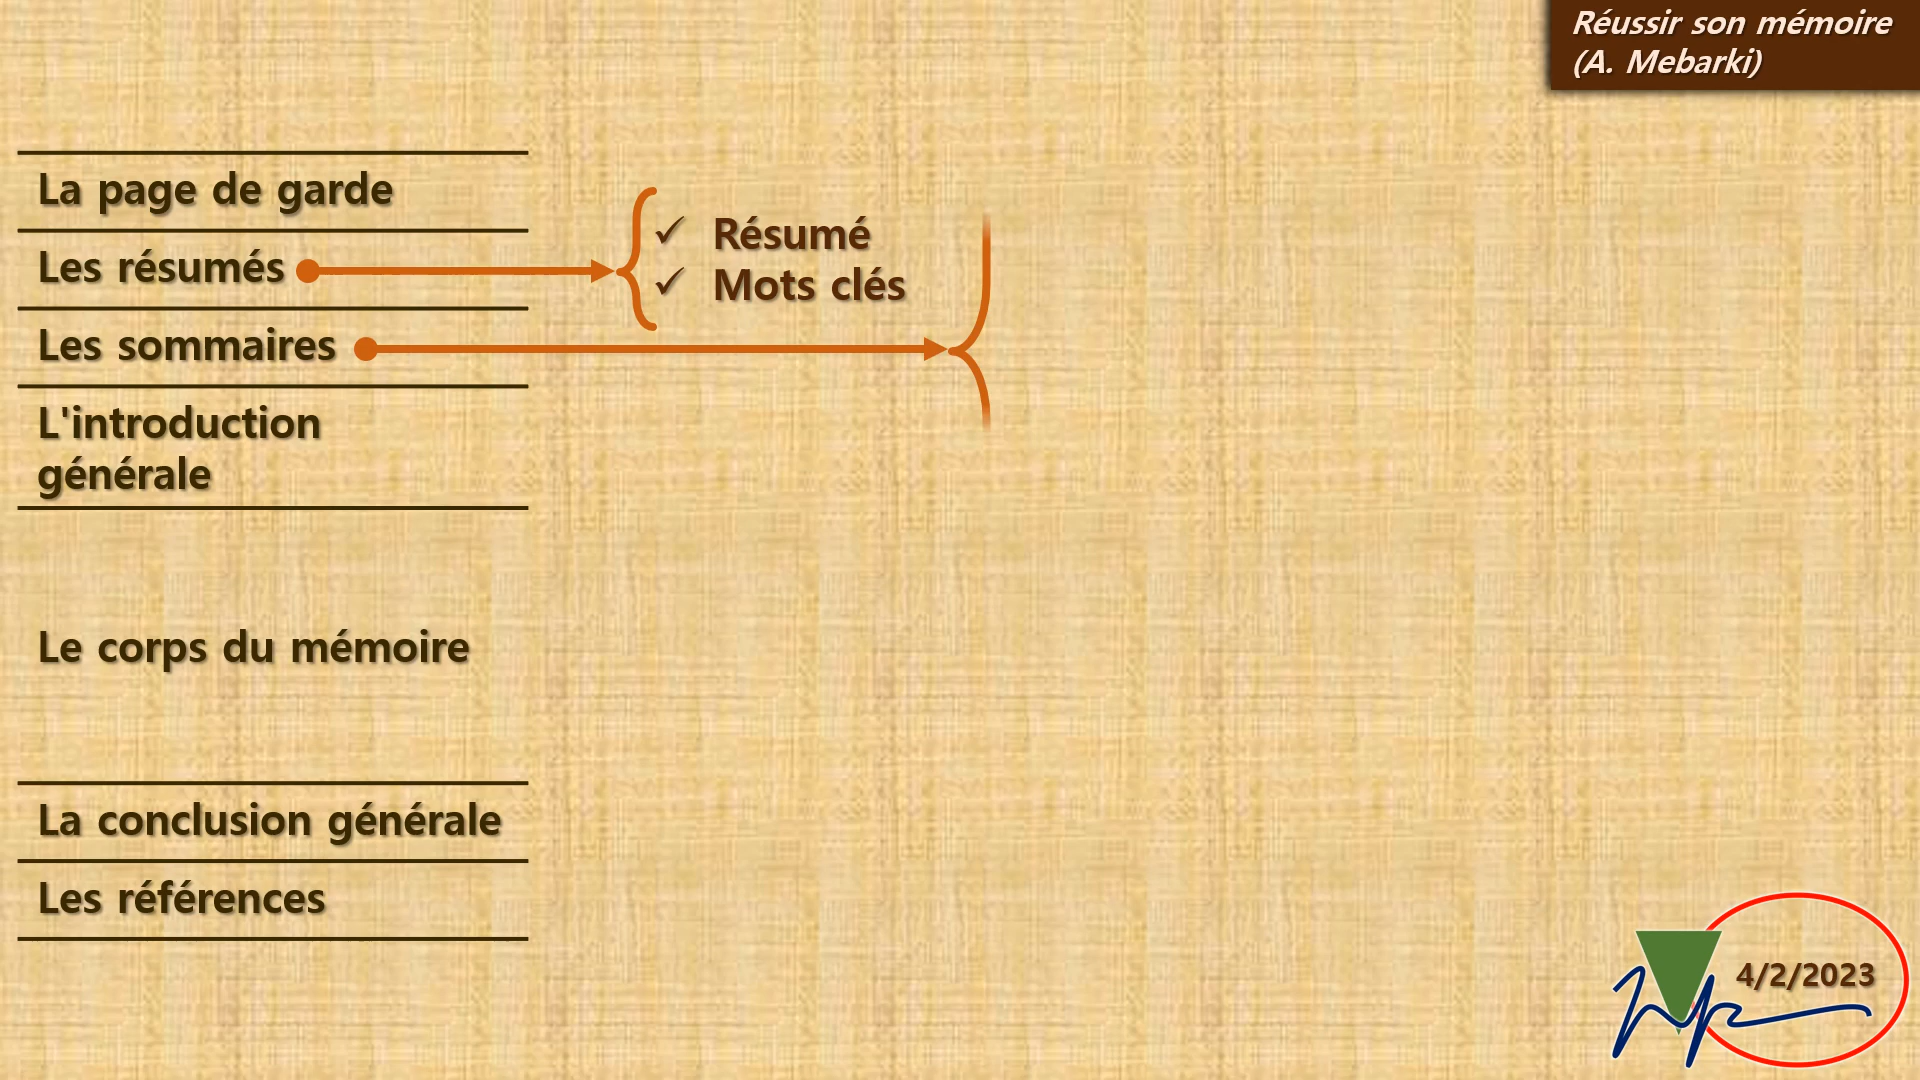 Réussir son mémoire
(A. Mebarki)
La page de garde
Les résumés
✓ Résumé
✓ Mots clés
Les sommaires
L'introduction
générale
Le corps du mémoire
La conclusion générale
Les références
4/2/2023